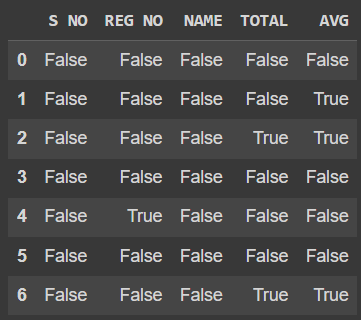 S NO REG NO NAME TOTAL AVG
0 False False False False False
1 False False False False True
2 False False False True True
3 False False False False False
4 False True False False False
5 False False False False False
6 False False False True True